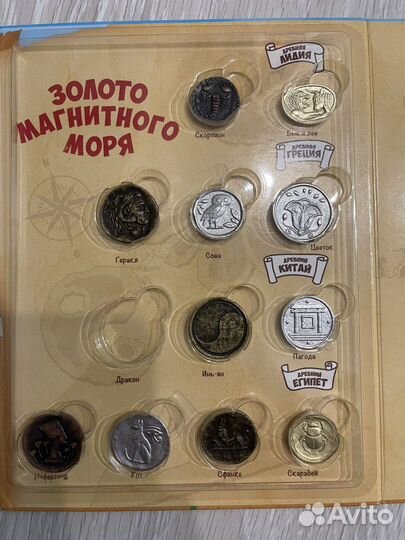 ЗОЛОТО
МАГНИТНОГО
МОРЯ
ДРЕВНЯЯ
ЛИДИЯ
Скорпион
Бык и лев
ДРЕВНЯЯ
ГРЕЦИЯ
Геракл
Сова
Цветок
ДРЕВНИЙ
КИТАЙ
Дракон
Инь-ян
Пагода
ДРЕВНИЙ
ЕГИПЕТ
Нефертити
Кот
Сфинкс
Скарабей
Avito